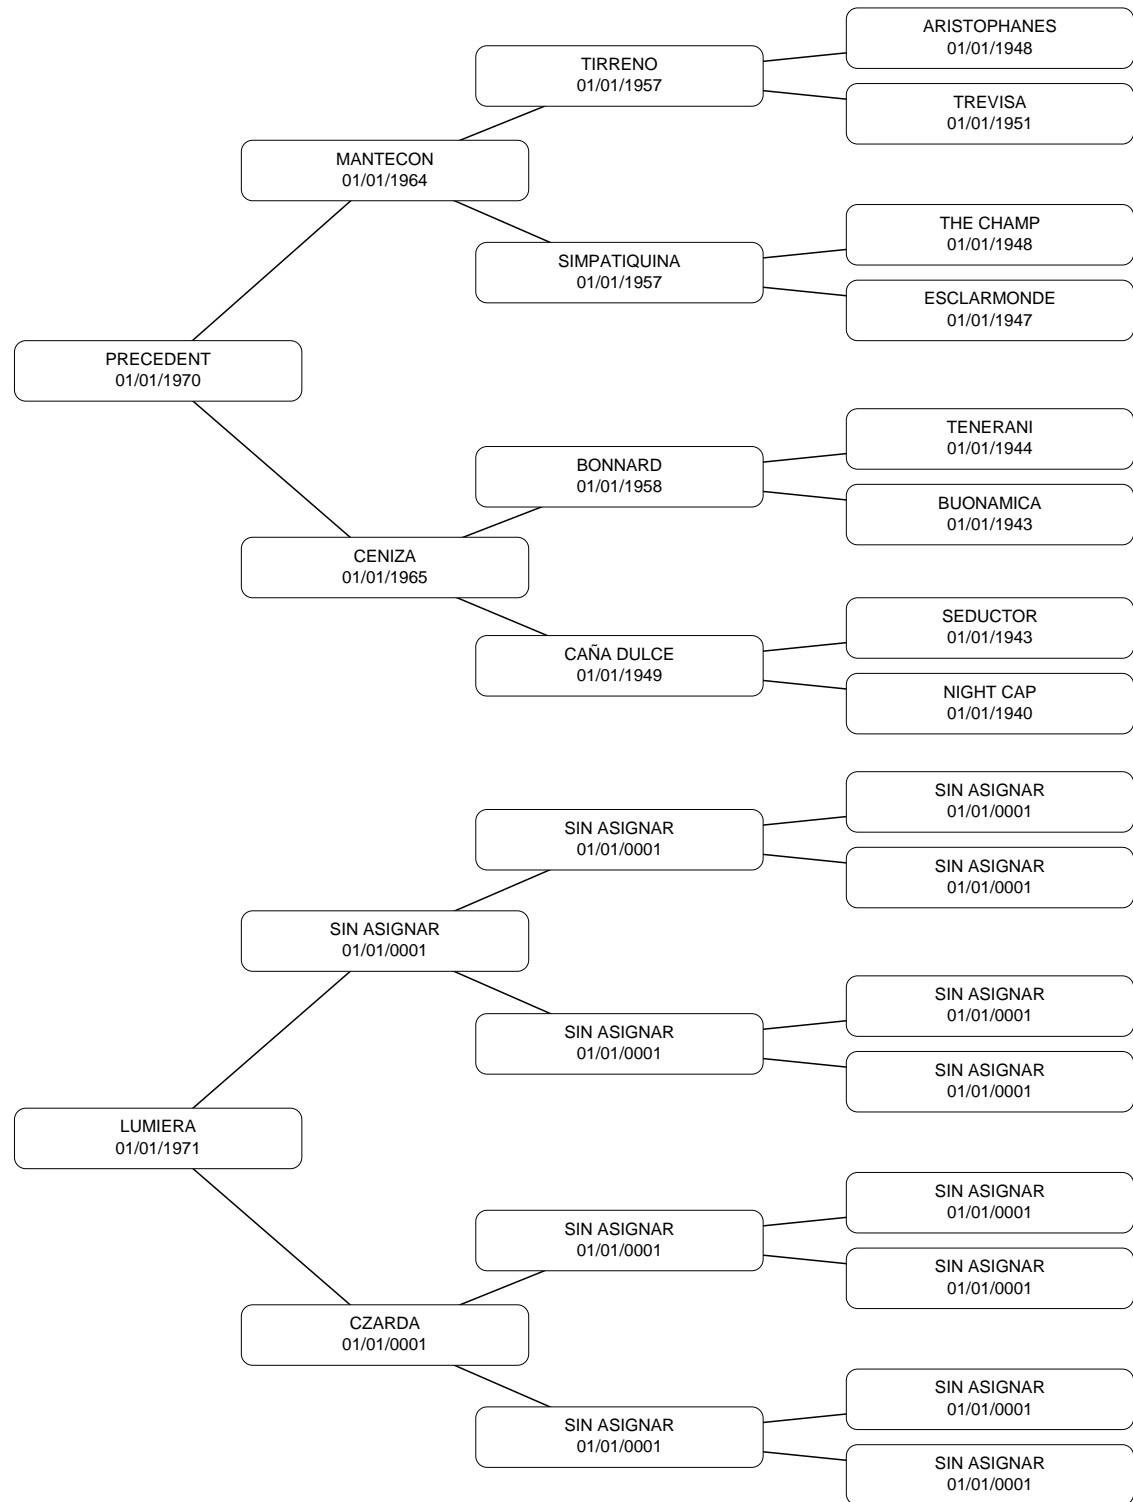 ARISTOPHANES
01/01/1948
TIRRENO
01/01/1957
TREVISA
01/01/1951
MANTECON
01/01/1964
THE CHAMP
01/01/1948
SIMPATIQUINA
01/01/1957
ESCLARMONDE
01/01/1947
PRECEDENT
01/01/1970
TENERANI
01/01/1944
BONNARD
01/01/1958
BUONAMICA
01/01/1943
CENIZA
01/01/1965
SEDUCTOR
01/01/1943
CAÑA DULCE
01/01/1949
NIGHT CAP
01/01/1940
SIN ASIGNAR
01/01/0001
SIN ASIGNAR
01/01/0001
SIN ASIGNAR
01/01/0001
SIN ASIGNAR
01/01/0001
SIN ASIGNAR
01/01/0001
SIN ASIGNAR
01/01/0001
SIN ASIGNAR
01/01/0001
LUMIERA
01/01/1971
SIN ASIGNAR
01/01/0001
SIN ASIGNAR
01/01/0001
SIN ASIGNAR
01/01/0001
CZARDA
01/01/0001
SIN ASIGNAR
01/01/0001
SIN ASIGNAR
01/01/0001
SIN ASIGNAR
01/01/0001